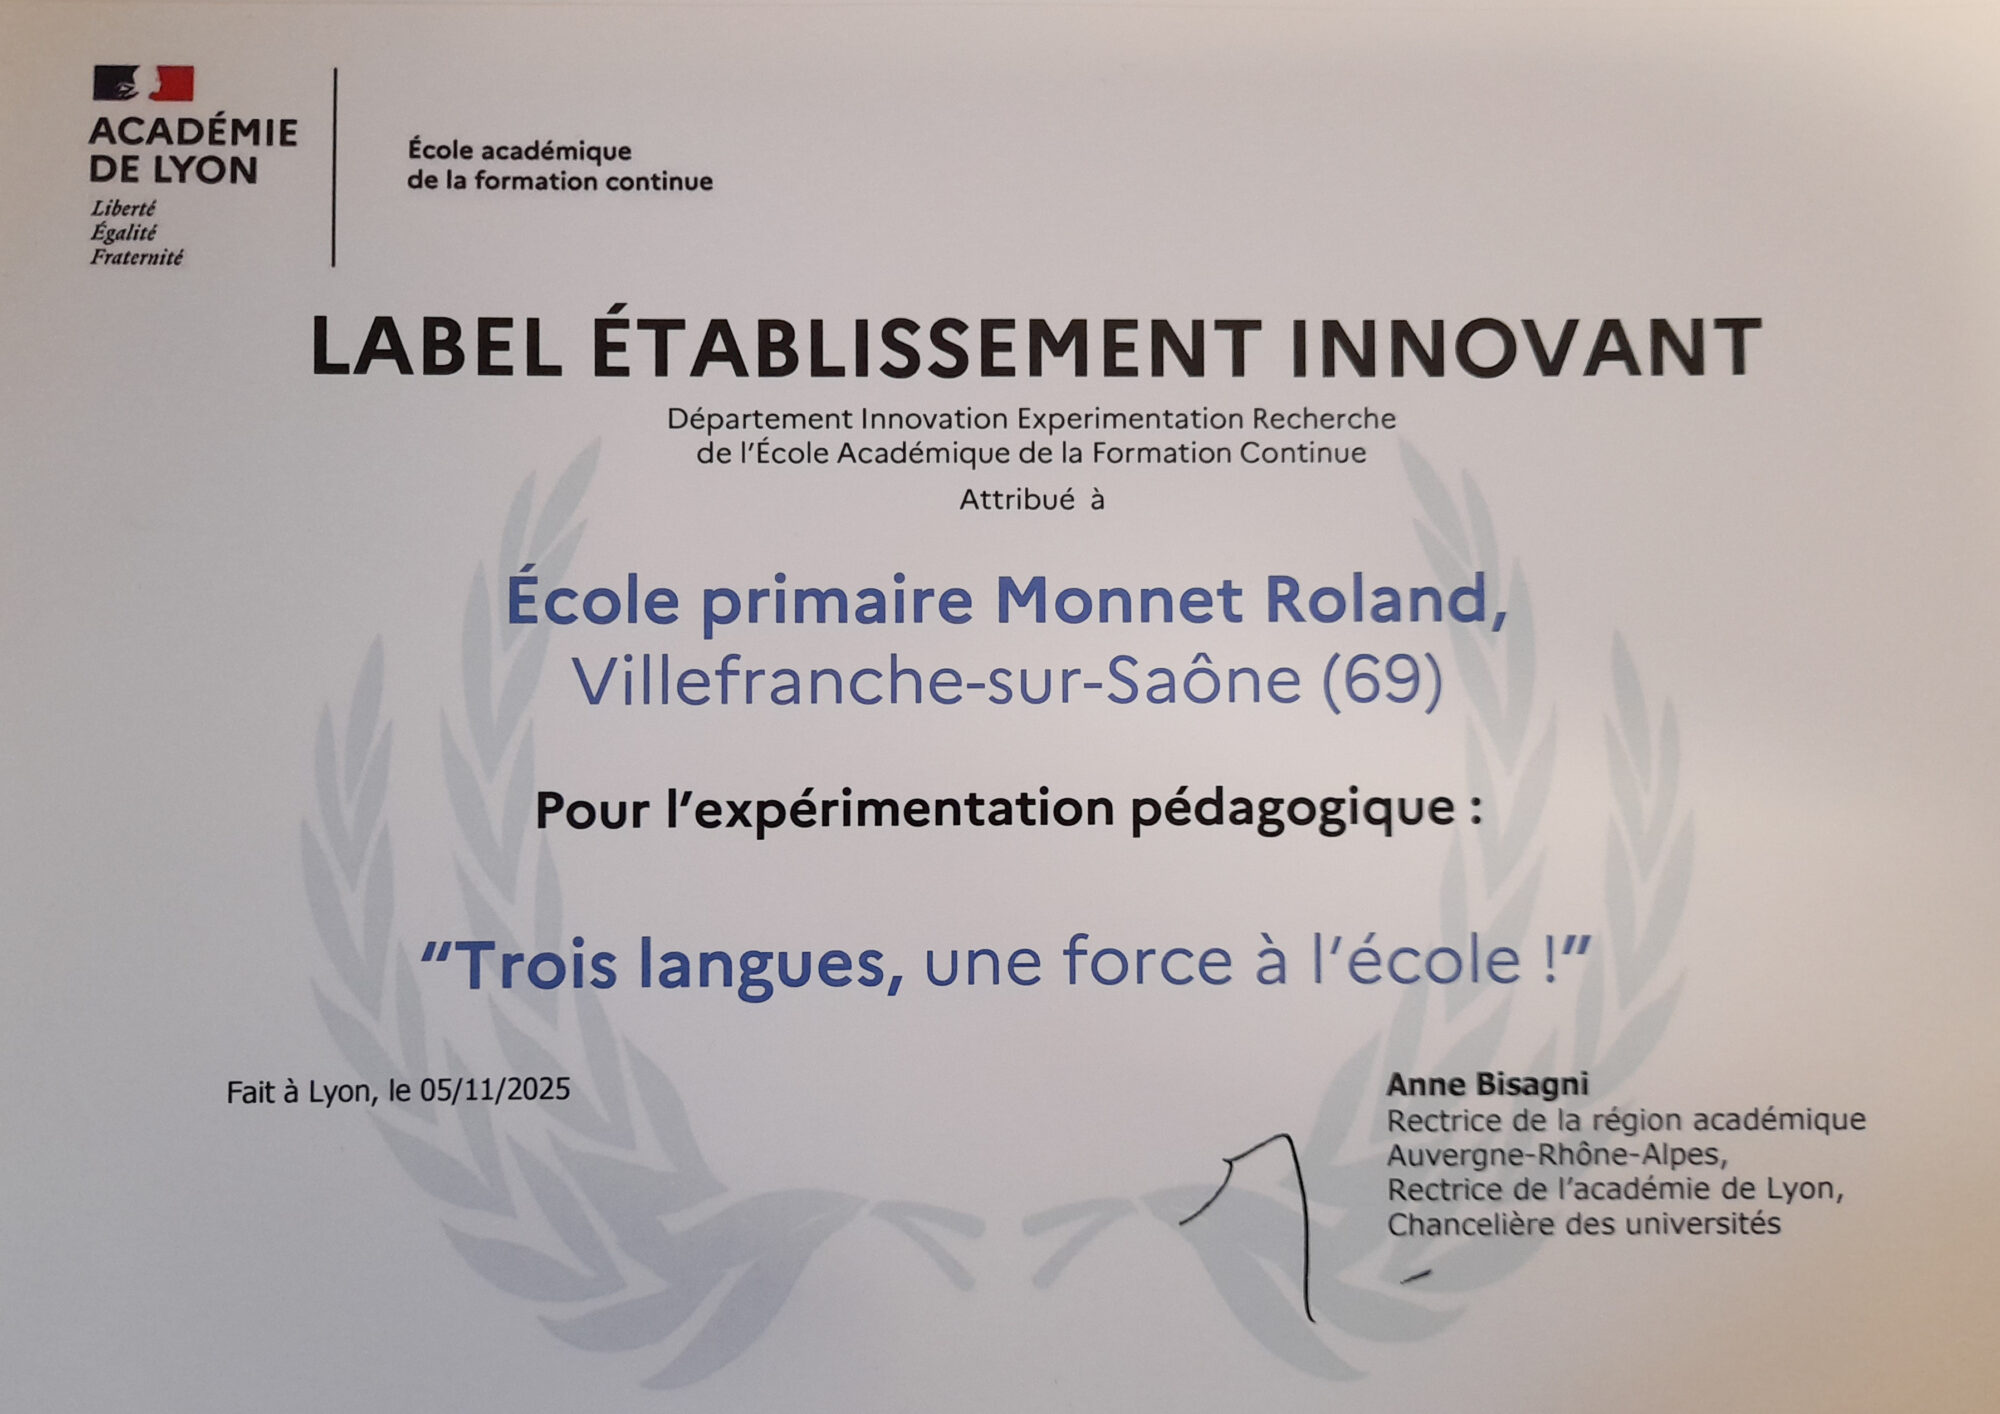 ACADÉMIE
DE LYON
Liberté
Égalité
Fraternité
École académique
de la formation continue
LABEL ÉTABLISSEMENT INNOVANT
Département Innovation Experimentation Recherche
de l'École Académique de la Formation Continue
Attribué à
École primaire Monnet Roland,
Villefranche-sur-Saône (69)
Pour l'expérimentation pédagogique :
“Trois langues, une force à l'école !”
Fait à Lyon, le 05/11/2025
Anne Bisagni
Rectrice de la région académique
Auvergne-Rhône-Alpes,
Rectrice de l'académie de Lyon,
Chancelière des universités